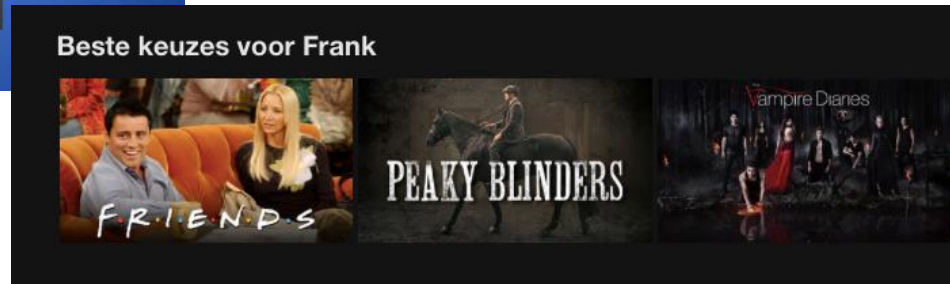 Beste keuzes voor Frank
F·R·I·E·N·D·S
PEAKY BLINDERS
Vampire Diaries